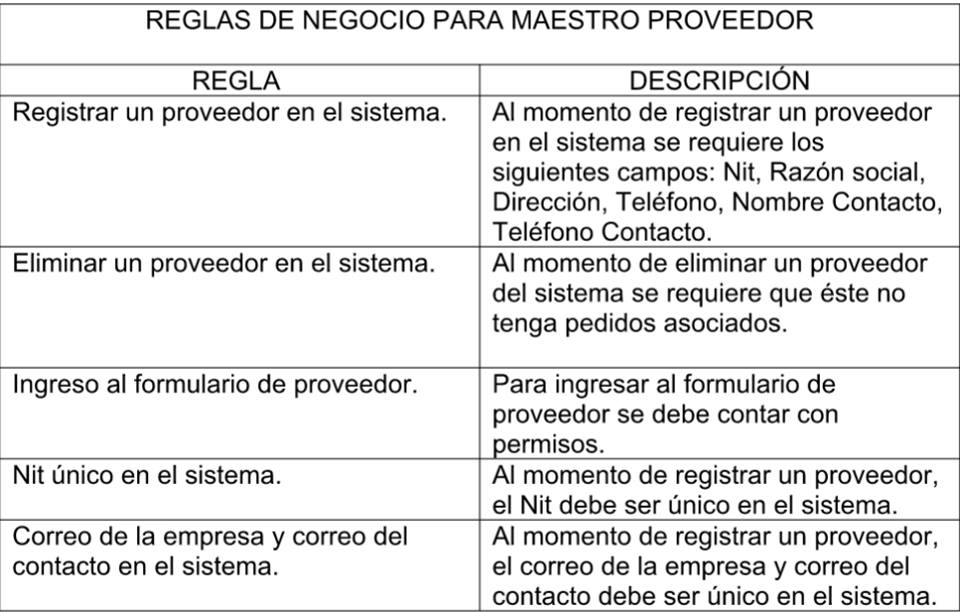 REGLAS DE NEGOCIO PARA MAESTRO PROVEEDOR
REGLA
DESCRIPCIÓN
Registrar un proveedor en el sistema.
Al momento de registrar un proveedor
en el sistema se requiere los
siguientes campos: Nit, Razón social,
Dirección, Teléfono, Nombre Contacto,
Teléfono Contacto.
Eliminar un proveedor en el sistema.
Al momento de eliminar un proveedor
del sistema se requiere que éste no
tenga pedidos asociados.
Ingreso al formulario de proveedor.
Para ingresar al formulario de
proveedor se debe contar con
permisos.
Nit único en el sistema.
Al momento de registrar un proveedor,
el Nit debe ser único en el sistema.
Correo de la empresa y correo del
contacto en el sistema.
Al momento de registrar un proveedor,
el correo de la empresa y correo del
contacto debe ser único en el sistema.